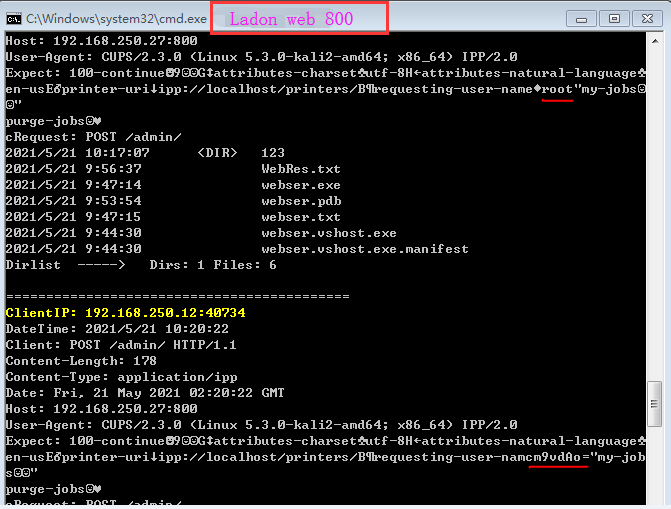 C:\Windows\system32\cmd.exe
Ladon web 800
Host: 192.168.250.27:800
User-Agent: CUPS/2.3.0 (Linux 5.3.0-kali2-amd64; x86_64) IPP/2.0
Expect: 100-continue☻9☺☺G‡attributes-charset♣utf-8H←attributes-natural-language♣
en-usE♂printer-uri↓ipp://localhost/printers/B¶requesting-user-name♦root"my-jobs☺
☺"
purge-jobs☺♥
cRequest: POST /admin/
2021/5/21 10:17:07 <DIR> 123
2021/5/21 9:56:37 WebRes.txt
2021/5/21 9:47:14 webser.exe
2021/5/21 9:53:54 webser.pdb
2021/5/21 9:47:15 webser.txt
2021/5/21 9:44:30 webser.vshost.exe
2021/5/21 9:44:30 webser.vshost.exe.manifest
Dirlist -----> Dirs: 1 Files: 6
===========================================
ClientIP: 192.168.250.12:40734
DateTime: 2021/5/21 10:20:22
Client: POST /admin/ HTTP/1.1
Content-Length: 178
Content-Type: application/ipp
Date: Fri, 21 May 2021 02:20:22 GMT
Host: 192.168.250.27:800
User-Agent: CUPS/2.3.0 (Linux 5.3.0-kali2-amd64; x86_64) IPP/2.0
Expect: 100-continue☻9☺☺G‡attributes-charset♣utf-8H←attributes-natural-language♣
en-usE♂printer-uri↓ipp://localhost/printers/B¶requesting-user-namecm9vdAo="my-job
s☺☺"
purge-jobs☺♥
cRequest: POST /admin/